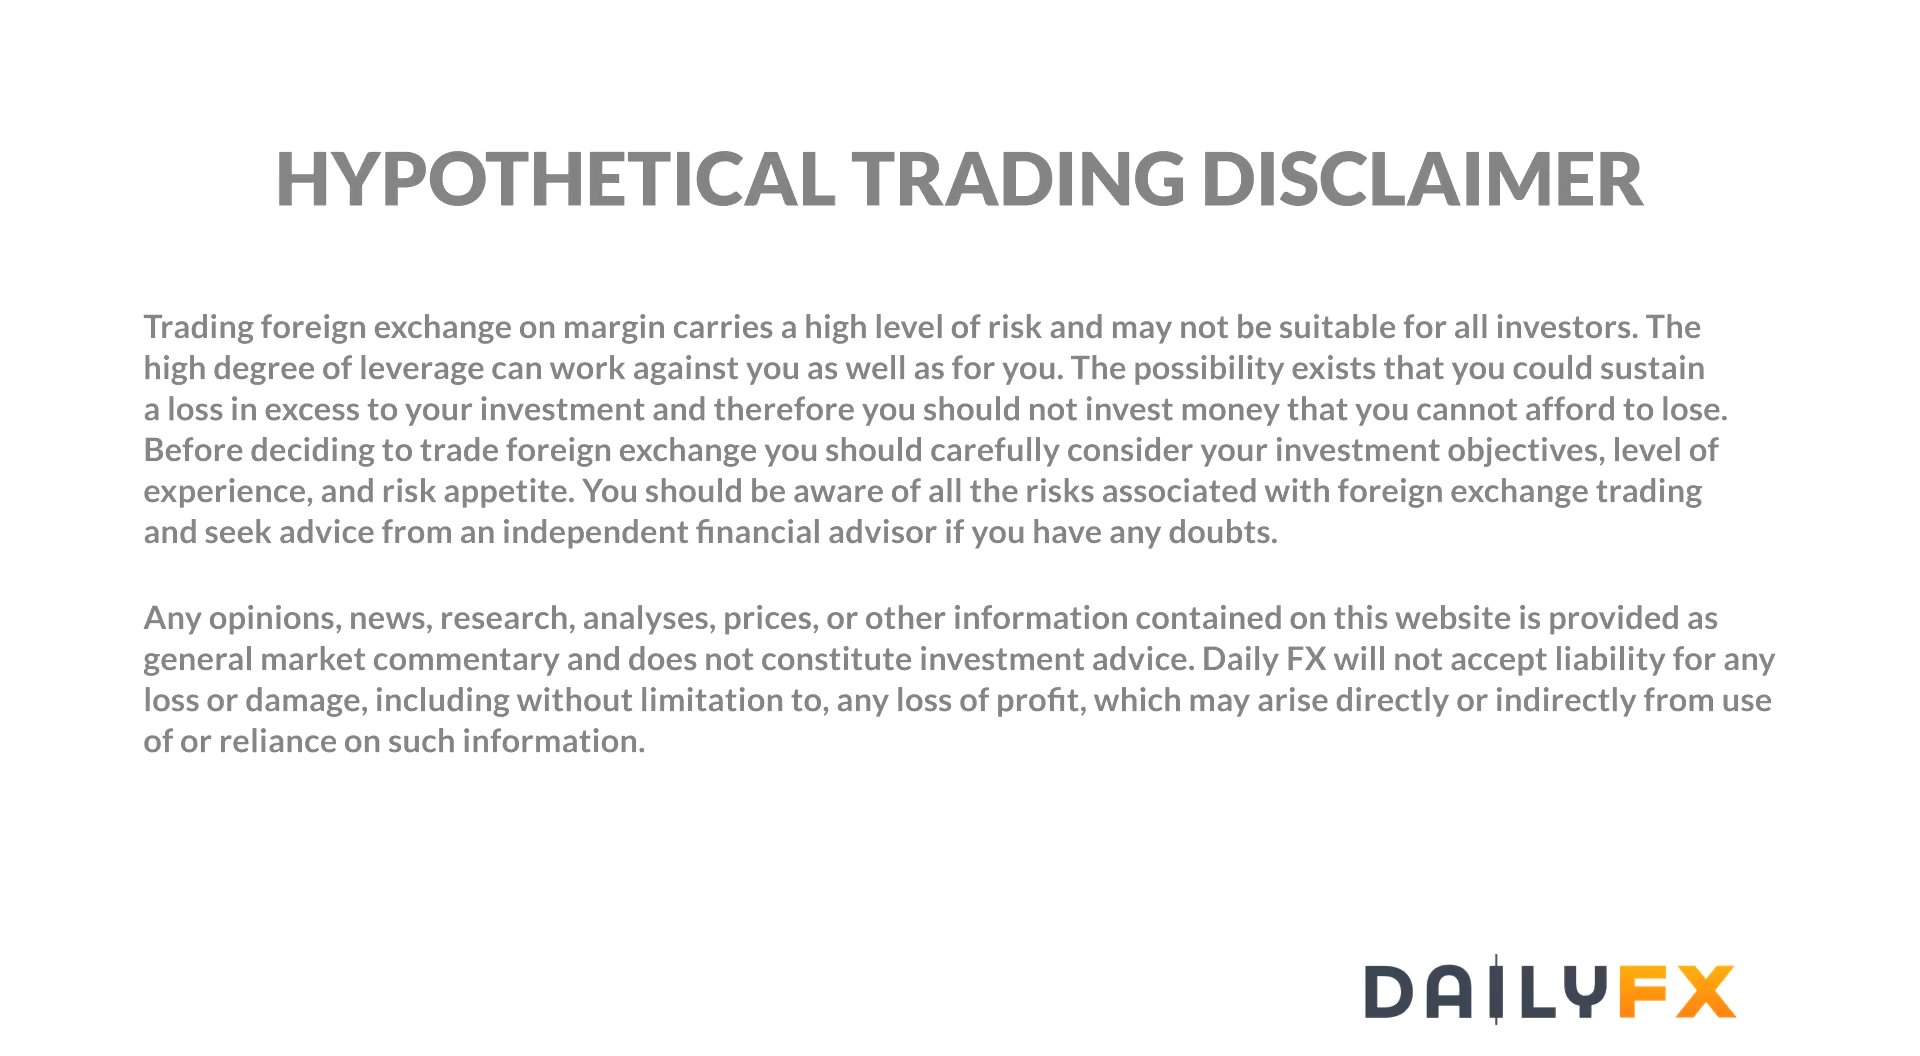 HYPOTHETICAL TRADING DISCLAIMER
Trading foreign exchange on margin carries a high level of risk and may not be suitable for all investors. The
high degree of leverage can work against you as well as for you. The possibility exists that you could sustain
a loss in excess to your investment and therefore you should not invest money that you cannot afford to lose.
Before deciding to trade foreign exchange you should carefully consider your investment objectives, level of
experience, and risk appetite. You should be aware of all the risks associated with foreign exchange trading
and seek advice from an independent financial advisor if you have any doubts.
Any opinions, news, research, analyses, prices, or other information contained on this website is provided as
general market commentary and does not constitute investment advice. Daily FX will not accept liability for any
loss or damage, including without limitation to, any loss of profit, which may arise directly or indirectly from use
of or reliance on such information.
DAILYFX